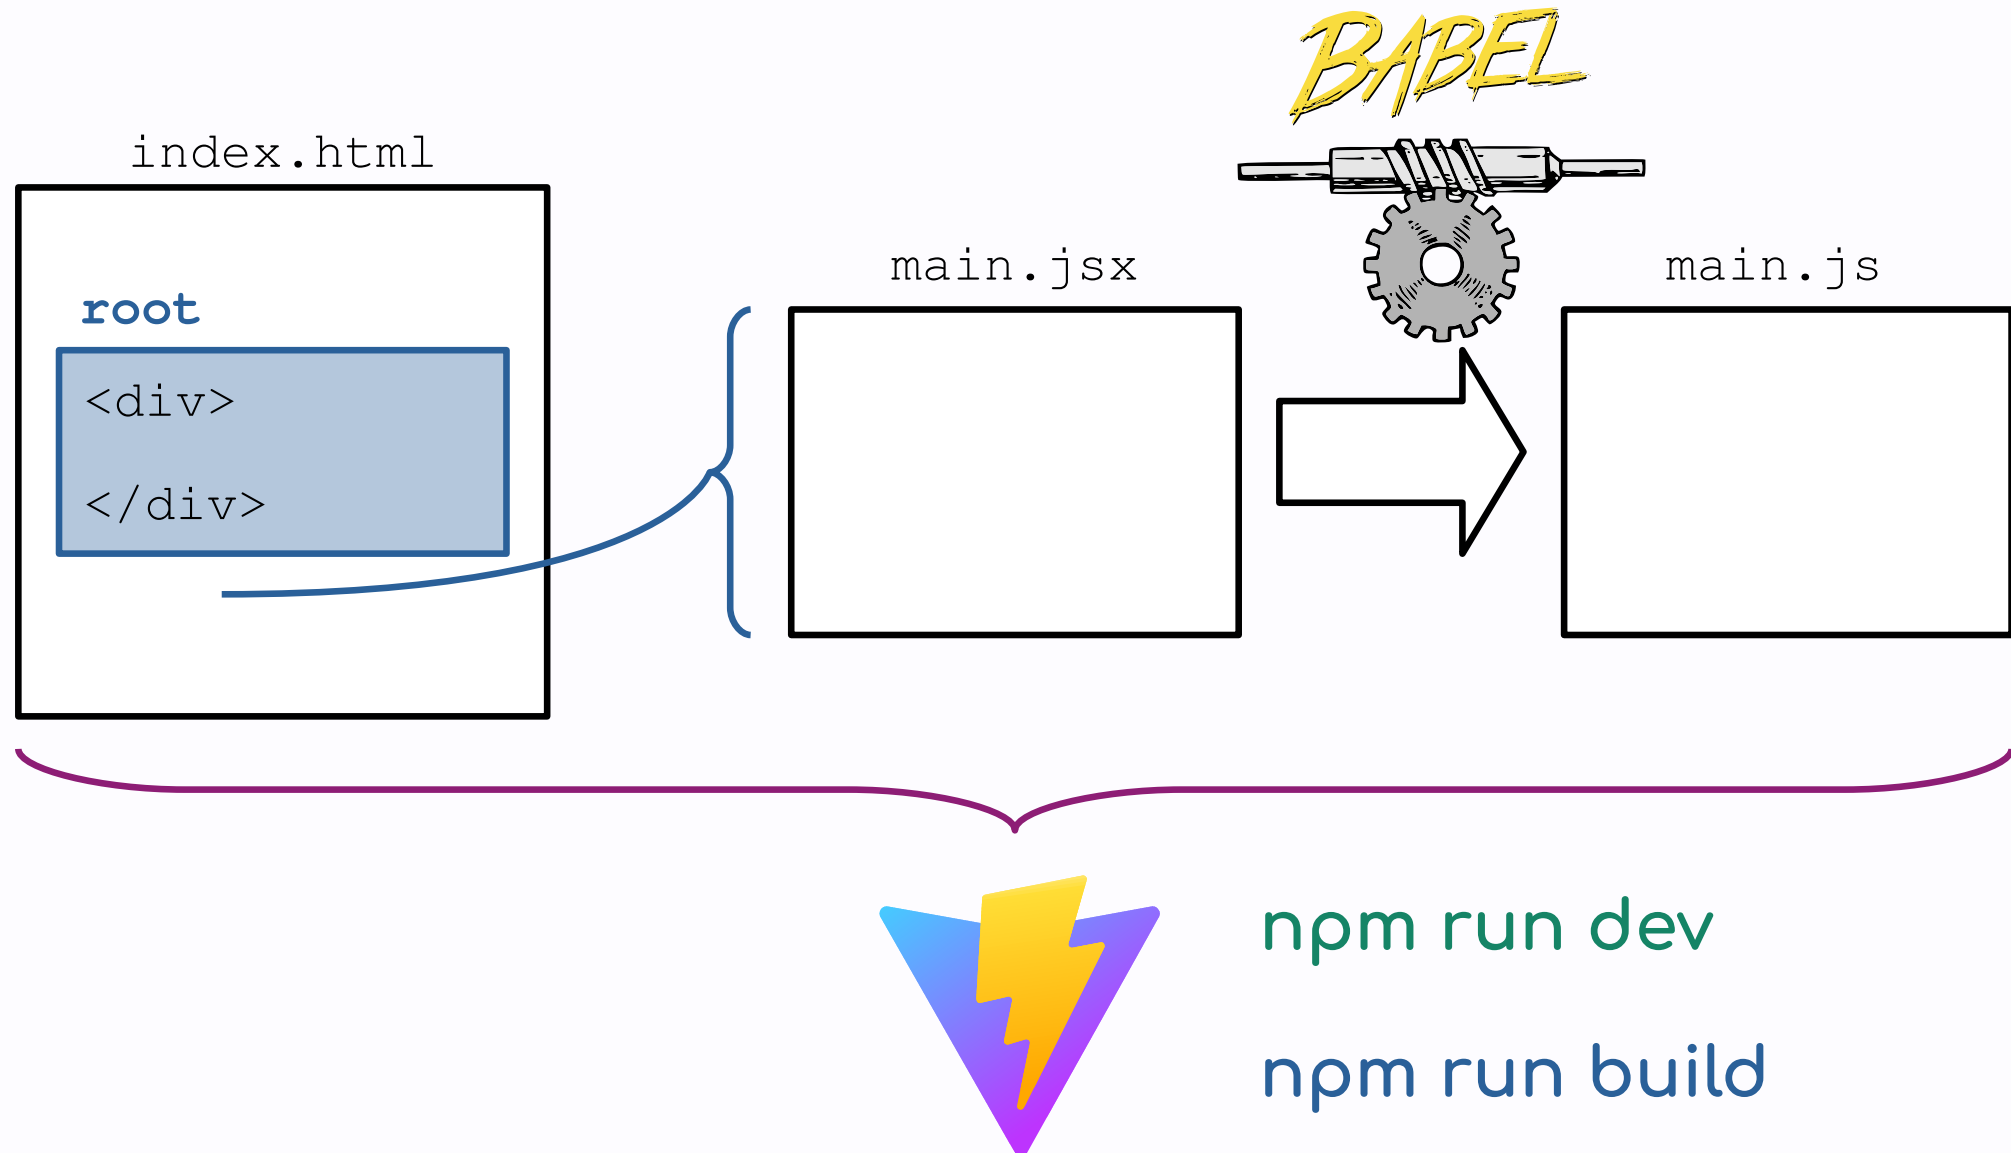 BABEL
index.html
main.jsx
main.js
root
<div>
</div>
npm run dev
npm run build